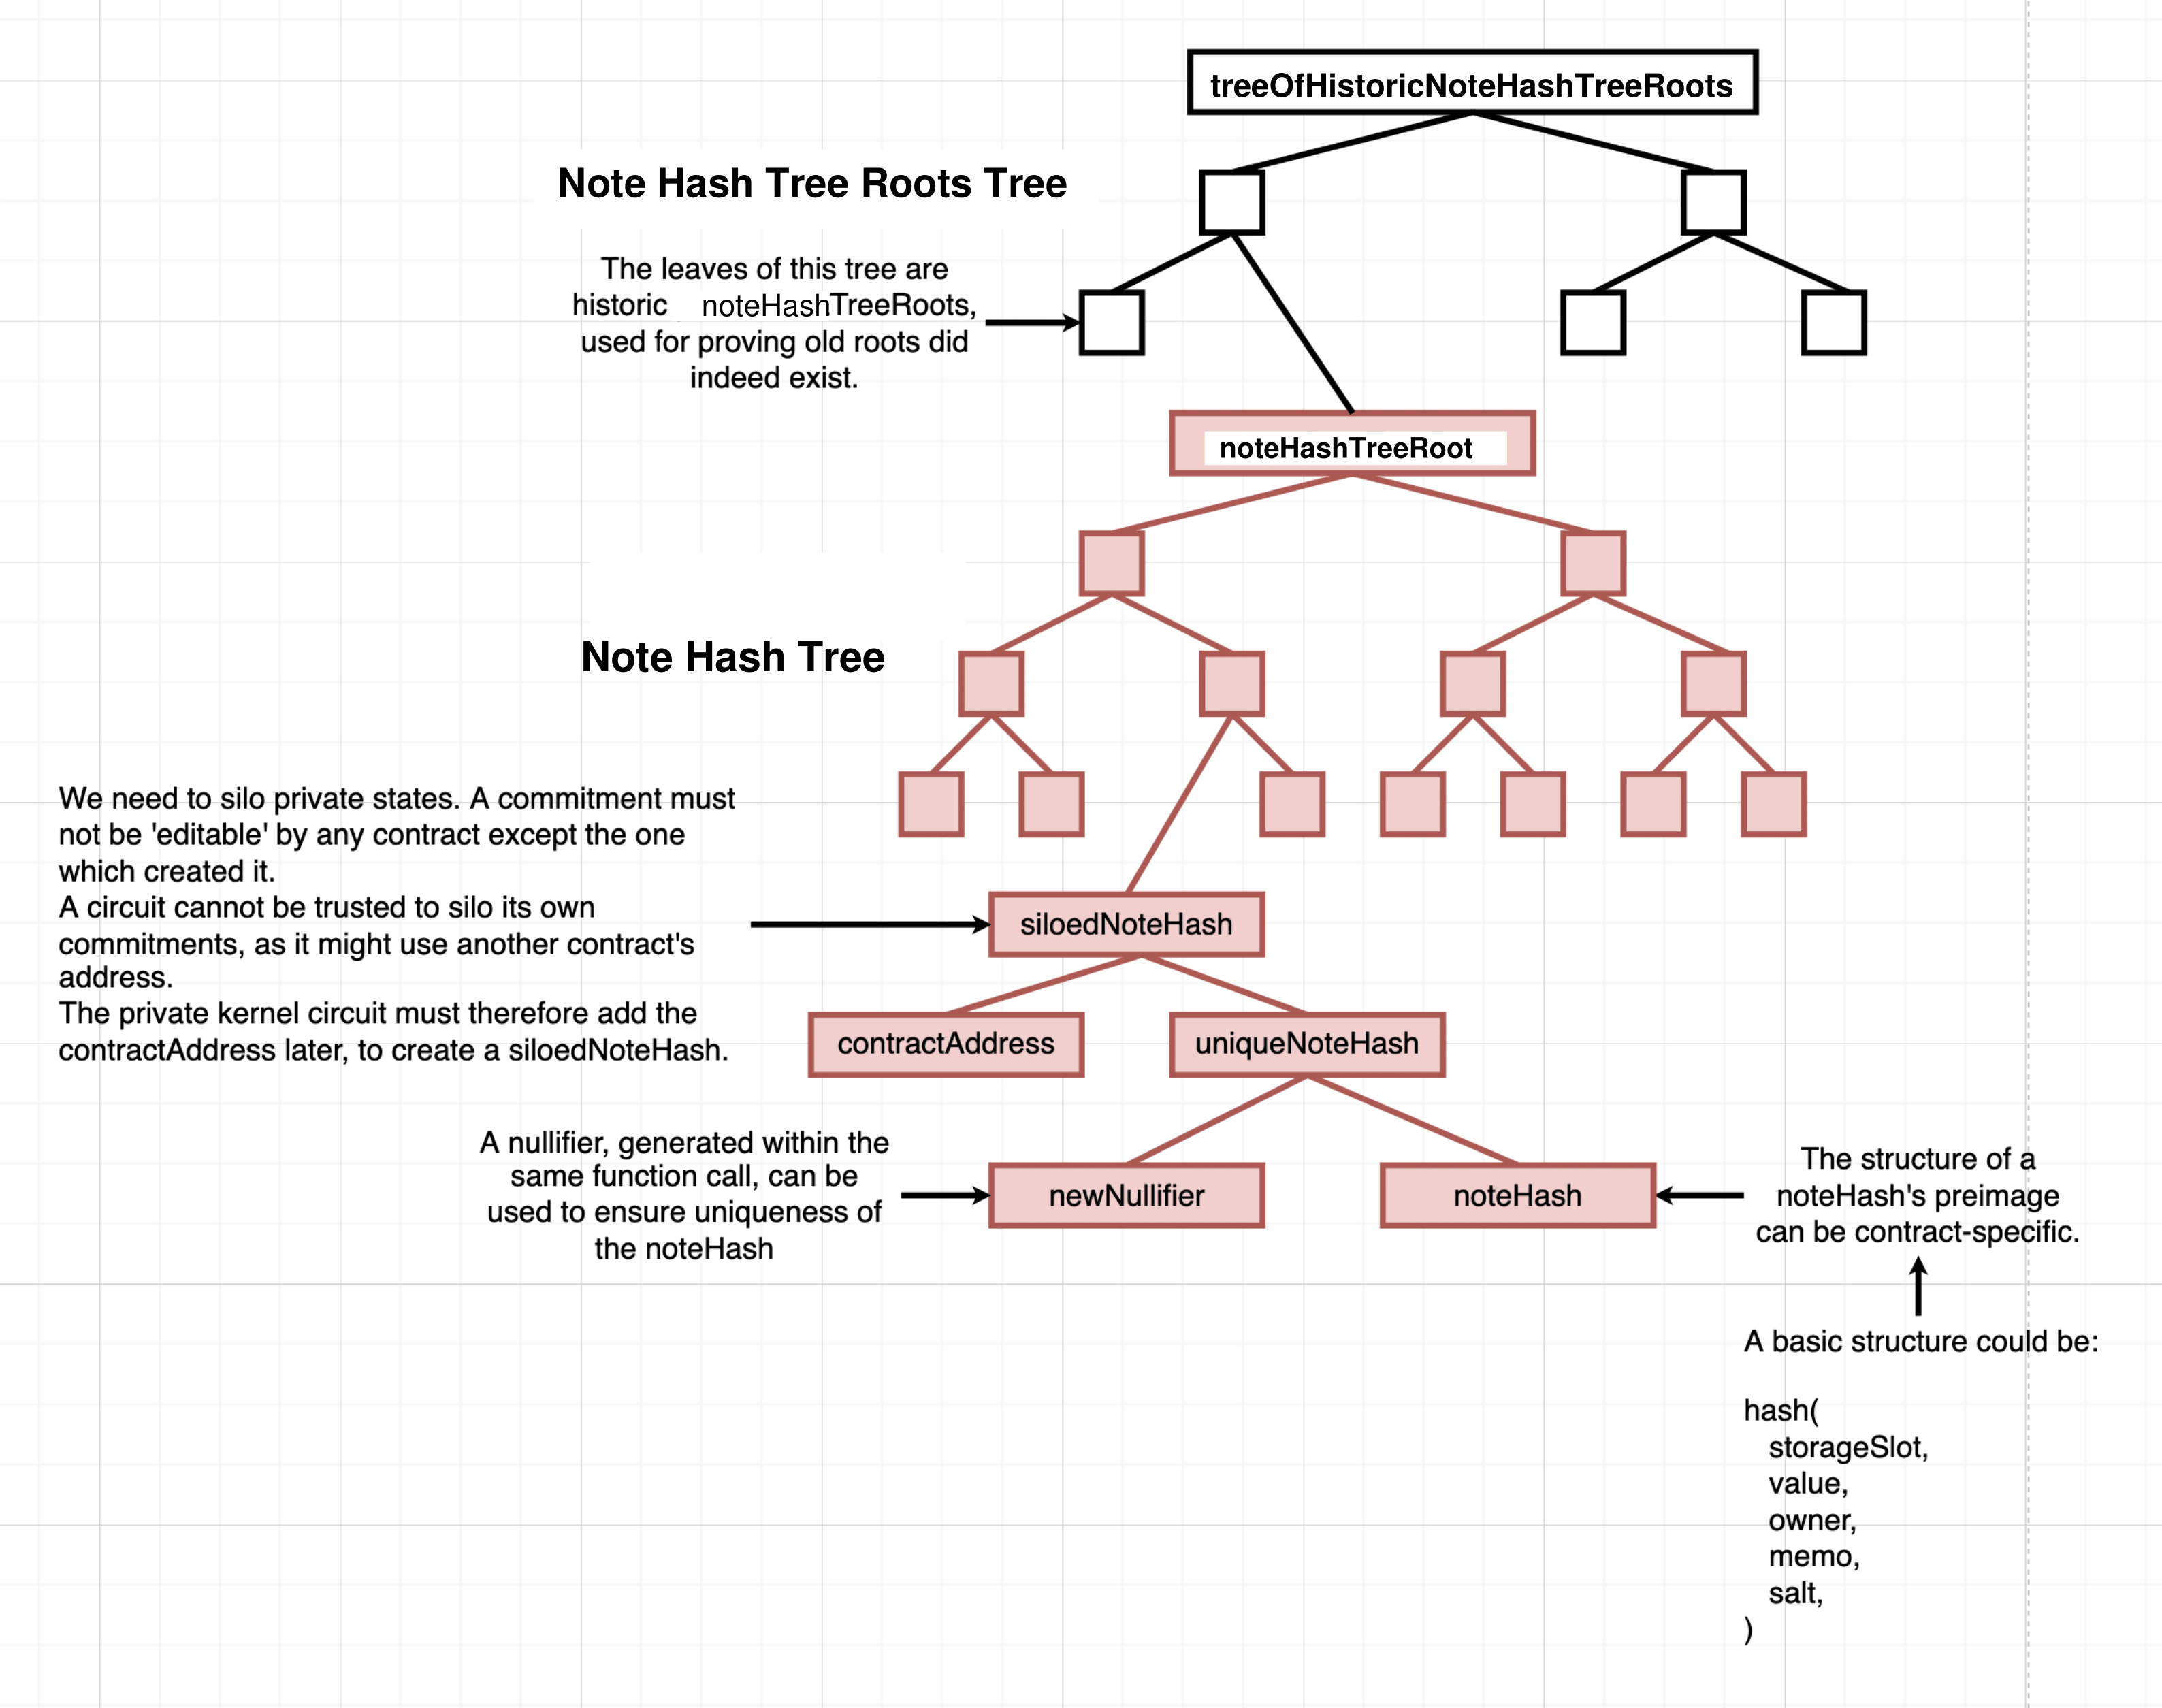 treeOfHistoricNoteHashTreeRoots
Note Hash Tree Roots Tree
The leaves of this tree are
historic noteHashTreeRoots,
used for proving old roots did
indeed exist.
noteHashTreeRoot
Note Hash Tree
We need to silo private states. A commitment must
not be 'editable' by any contract except the one
which created it.
A circuit cannot be trusted to silo its own
commitments, as it might use another contract's
address.
The private kernel circuit must therefore add the
contractAddress later, to create a siloedNoteHash.
siloedNoteHash
contractAddress
uniqueNoteHash
A nullifier, generated within the
same function call, can be
used to ensure uniqueness of
the noteHash
newNullifier
noteHash
The structure of a
noteHash's preimage
can be contract-specific.
A basic structure could be:
hash(
storageSlot,
value,
owner,
memo,
salt,
)